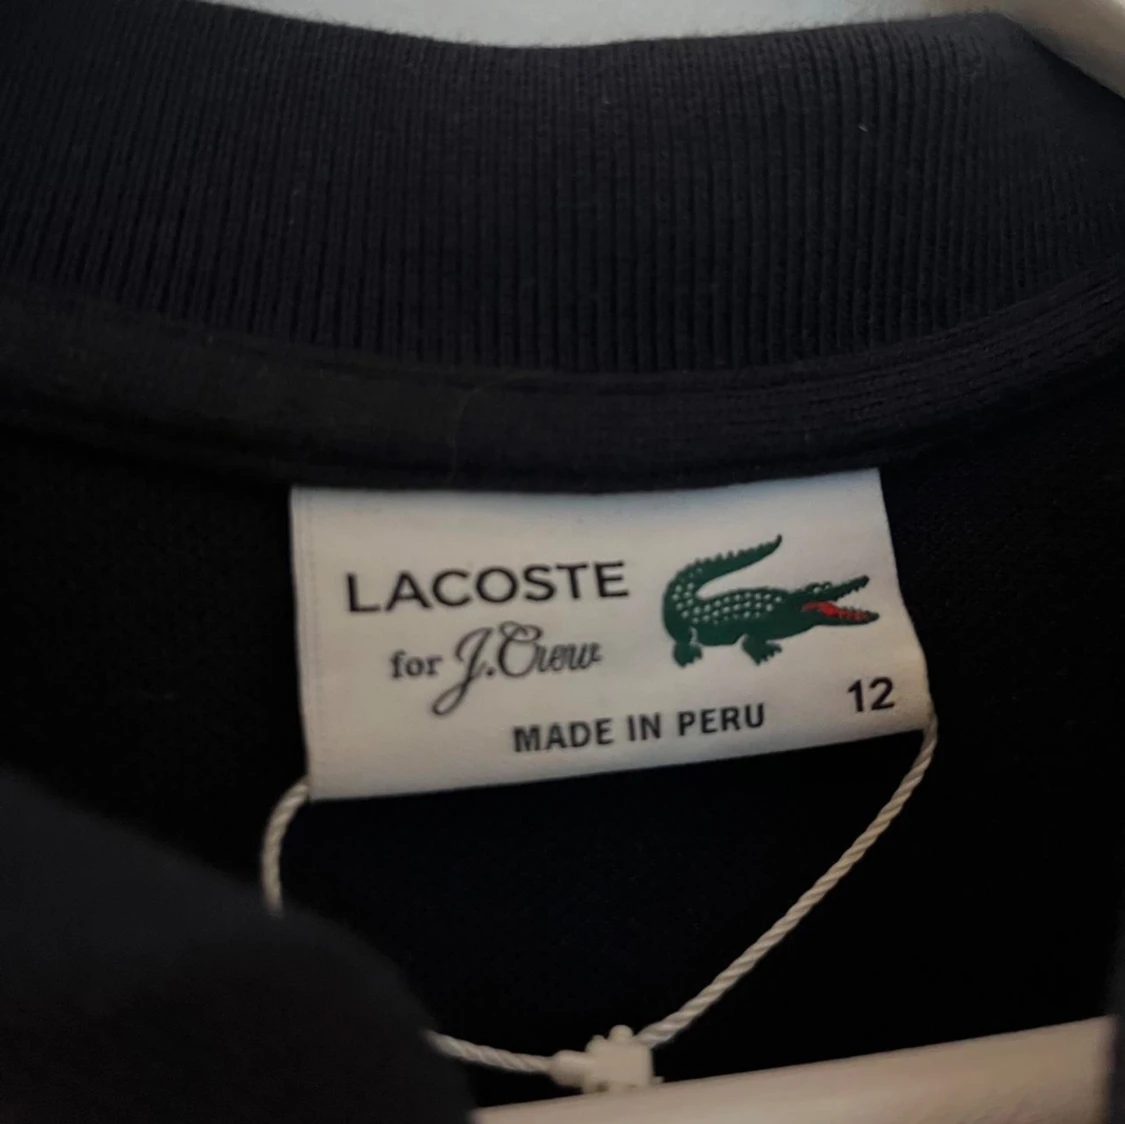 LACOSTE
for J.Crew
MADE IN PERU
12